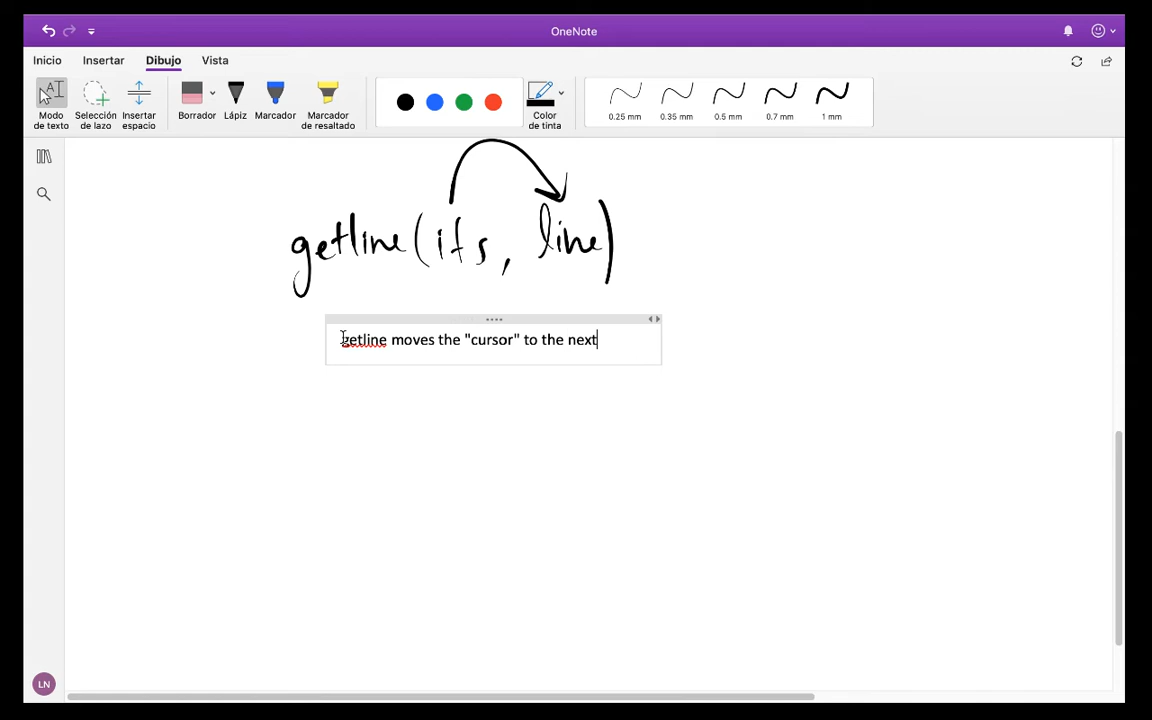 OneNote
Inicio Insertar Dibujo Vista
Modo de texto
Selección de lazo
Insertar espacio
Borrador
Lápiz
Marcador
Marcador de resaltado
Color de tinta
0.25 mm 0.35 mm 0.5 mm 0.7 mm 1 mm
getline(ifs, line)
getline moves the "cursor" to the next
LN